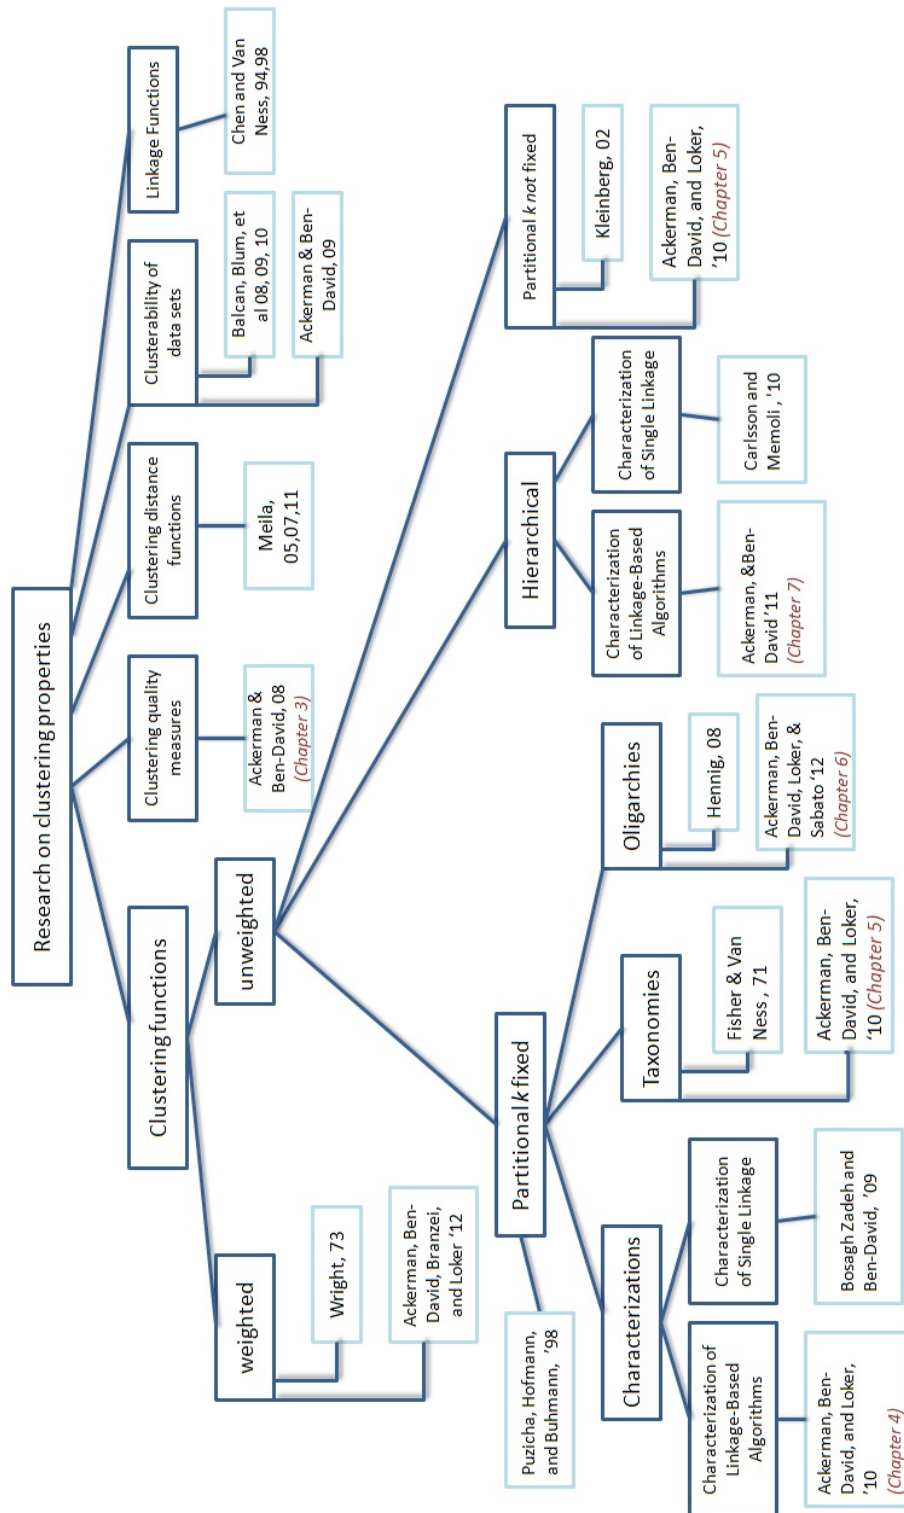 Research on clustering properties
Clustering functions
Clustering quality
measures
Clustering distance
functions
Clusterability of
data sets
Linkage Functions
Ackerman &
Ben-David, 08
(Chapter 3)
Meila,
05,07,11
Balcan, Blum, et
al 08, 09, 10
Ackerman & Ben-
David, 09
Chen and Van
Ness, 94,98
weighted
unweighted
Wright, 73
Ackerman, Ben-
David, Branzei,
and Loker ‘12
Partitional k fixed
Hierarchical
Partitional k not fixed
Puzicha, Hofmann,
and Buhmann, ’98
Kleinberg, 02
Ackerman, Ben-
David, and Loker,
’10 (Chapter 5)
Characterizations
Taxonomies
Oligarchies
Characterization
of Linkage-Based
Algorithms
Characterization
of Single Linkage
Fisher & Van
Ness , 71
Ackerman, Ben-
David, and Loker,
‘10 (Chapter 5)
Hennig, 08
Ackerman, Ben-
David, Loker, &
Sabato ‘12
(Chapter 6)
Ackerman, &Ben-
David ’11
(Chapter 7)
Carlsson and
Memoli , '10
Characterization of
Linkage-Based
Algorithms
Characterization
of Single Linkage
Ackerman, Ben-
David, and Loker,
’10
(Chapter 4)
Bosagh Zadeh and
Ben-David, ’09